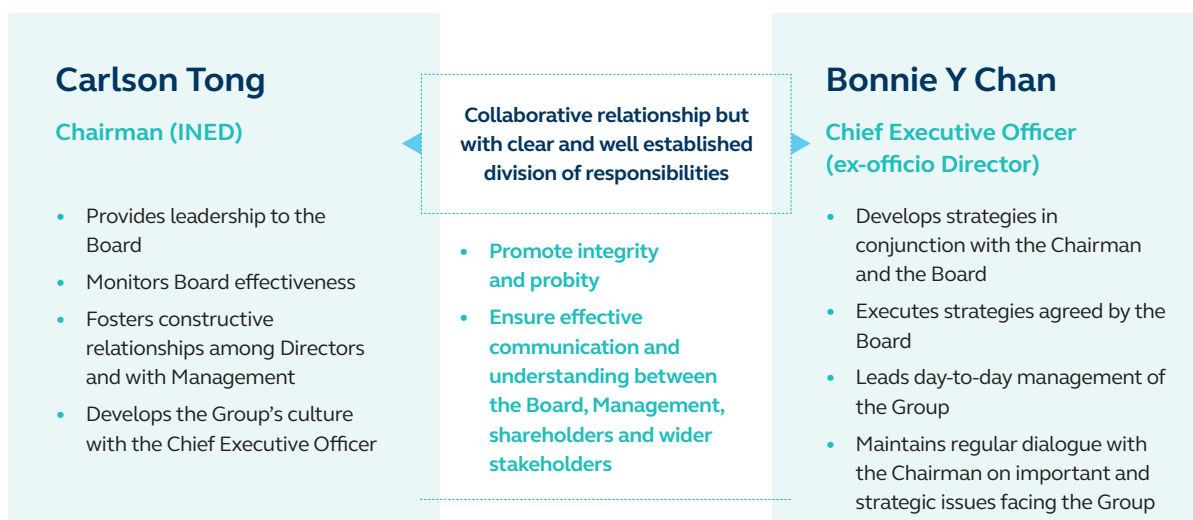 Carlson Tong
Chairman (INED)
• Provides leadership to the
Board
• Monitors Board effectiveness
• Fosters constructive
relationships among Directors
and with Management
• Develops the Group's culture
with the Chief Executive Officer
Collaborative relationship but
with clear and well established
division of responsibilities
• Promote integrity
and probity
• Ensure effective
communication and
understanding between
the Board, Management,
shareholders and wider
stakeholders
Bonnie Y Chan
Chief Executive Officer
(ex-officio Director)
• Develops strategies in
conjunction with the Chairman
and the Board
• Executes strategies agreed by the
Board
• Leads day-to-day management of
the Group
• Maintains regular dialogue with
the Chairman on important and
strategic issues facing the Group